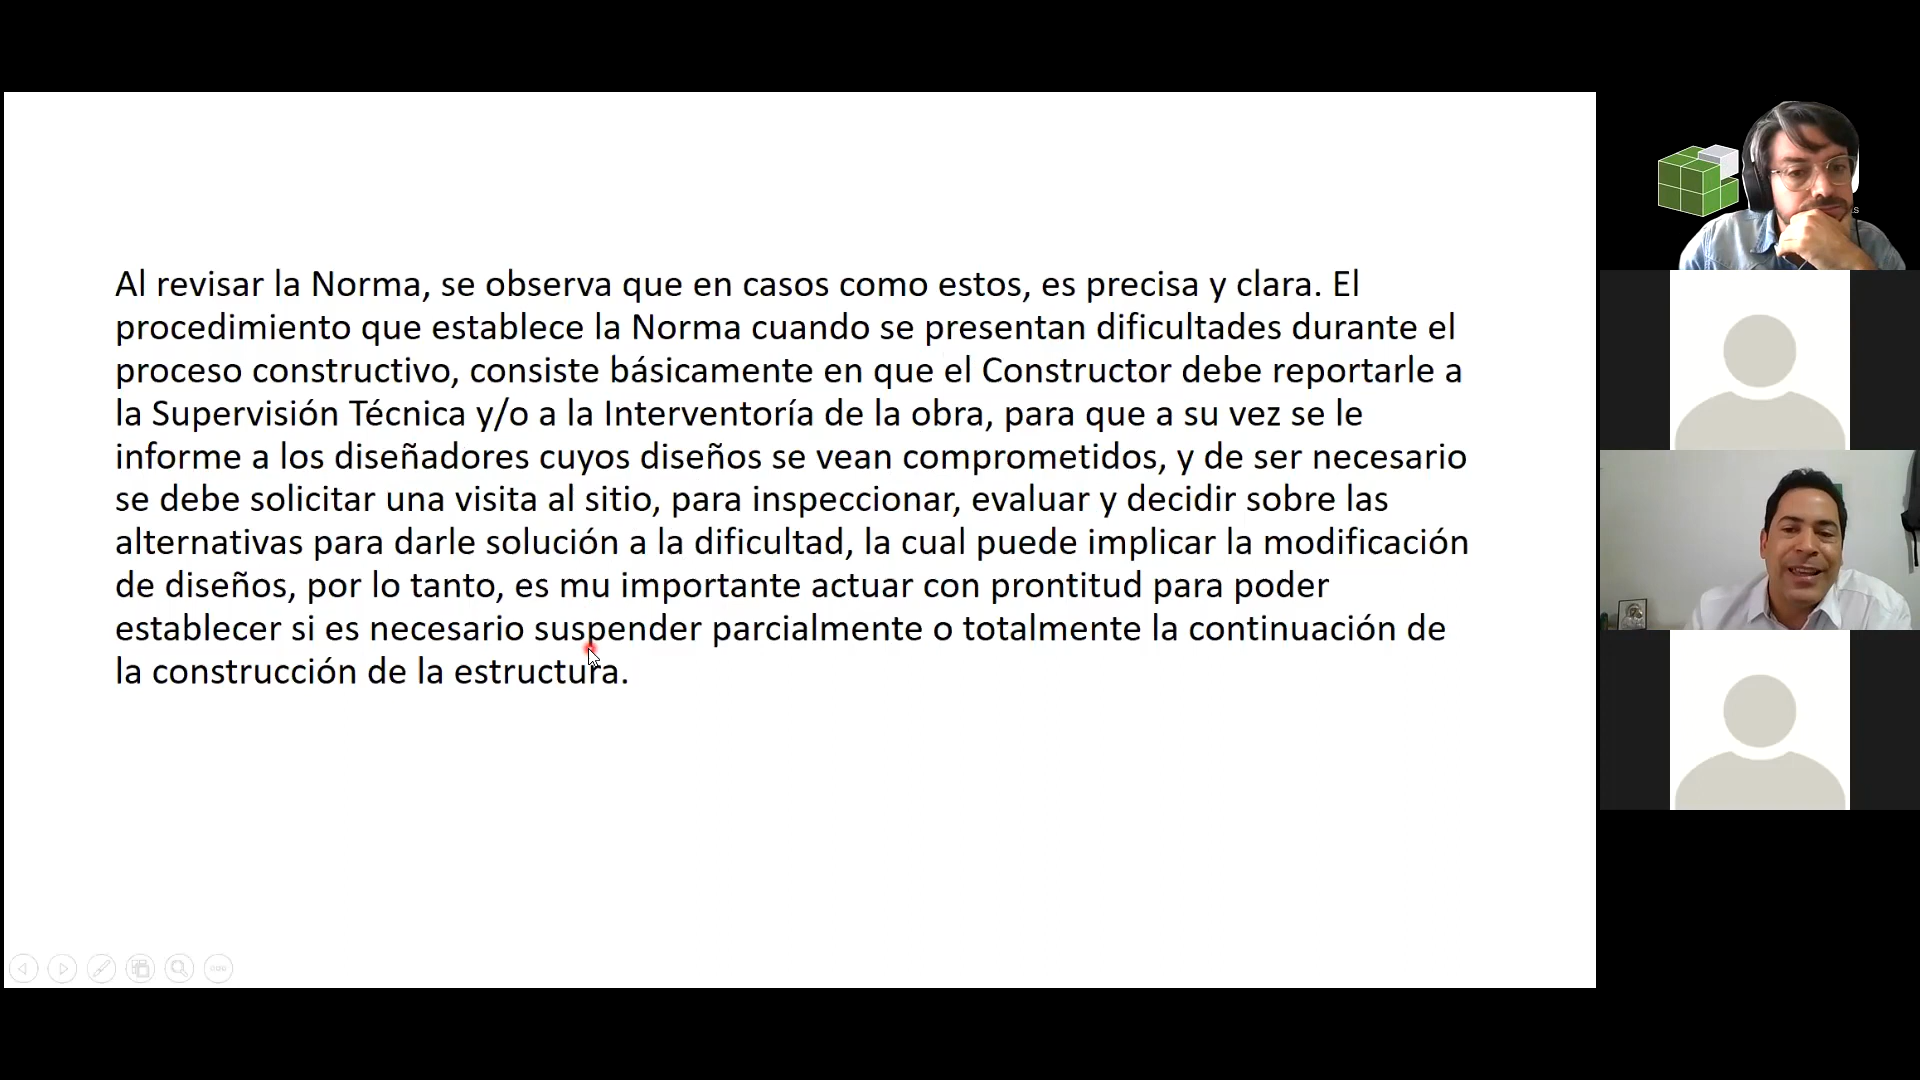 Al revisar la Norma, se observa que en casos como estos, es precisa y clara. El
procedimiento que establece la Norma cuando se presentan dificultades durante el
proceso constructivo, consiste básicamente en que el Constructor debe reportarle a
la Supervisión Técnica y/o a la Interventoría de la obra, para que a su vez se le
informe a los diseñadores cuyos diseños se vean comprometidos, y de ser necesario
se debe solicitar una visita al sitio, para inspeccionar, evaluar y decidir sobre las
alternativas para darle solución a la dificultad, la cual puede implicar la modificación
de diseños, por lo tanto, es mu importante actuar con prontitud para poder
establecer si es necesario suspender parcialmente o totalmente la continuación de
la construcción de la estructura.